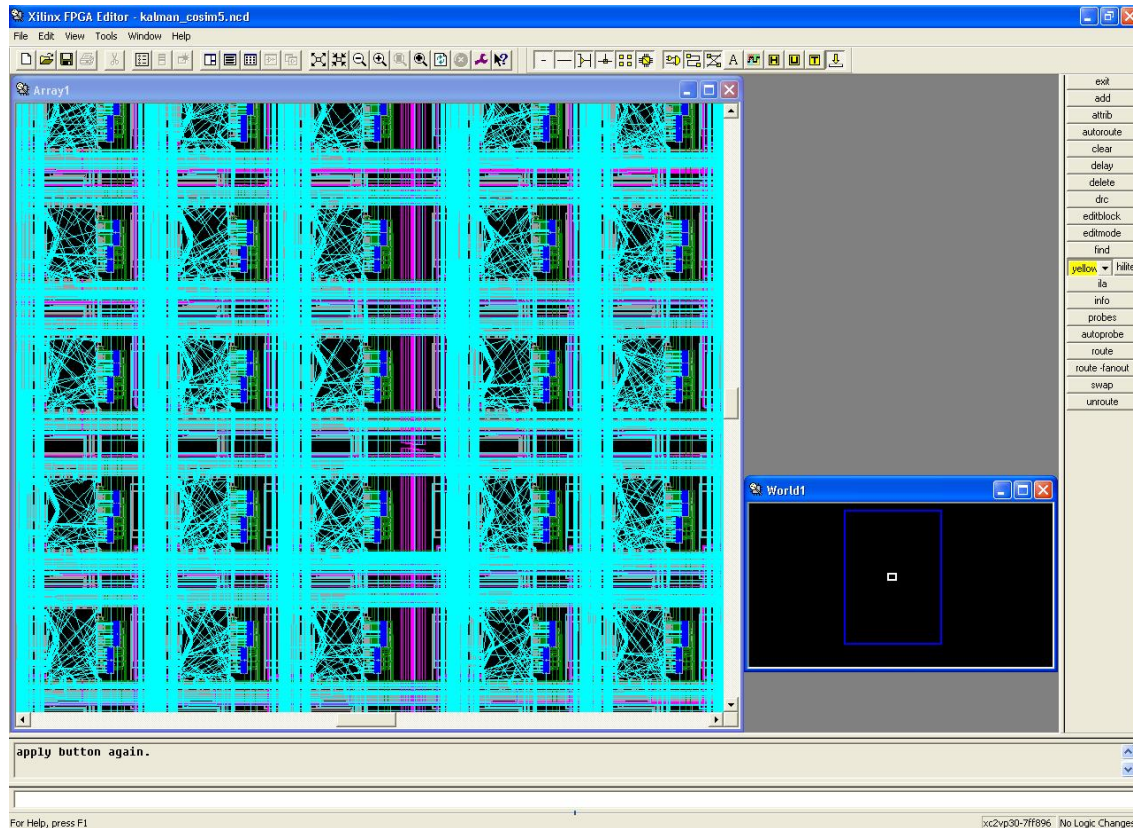 Xilinx FPGA Editor - kalman_cosim5.ncd
File Edit View Tools Window Help
A
Array1
exit
add
attrib
autoroute
clear
delay
delete
drc
editblock
editmode
find
yellow hilite
ila
info
probes
autoprobe
route
route -fanout
swap
unroute
World1
apply button again.
For Help, press F1
xc2vp30-7ff896 No Logic Changes